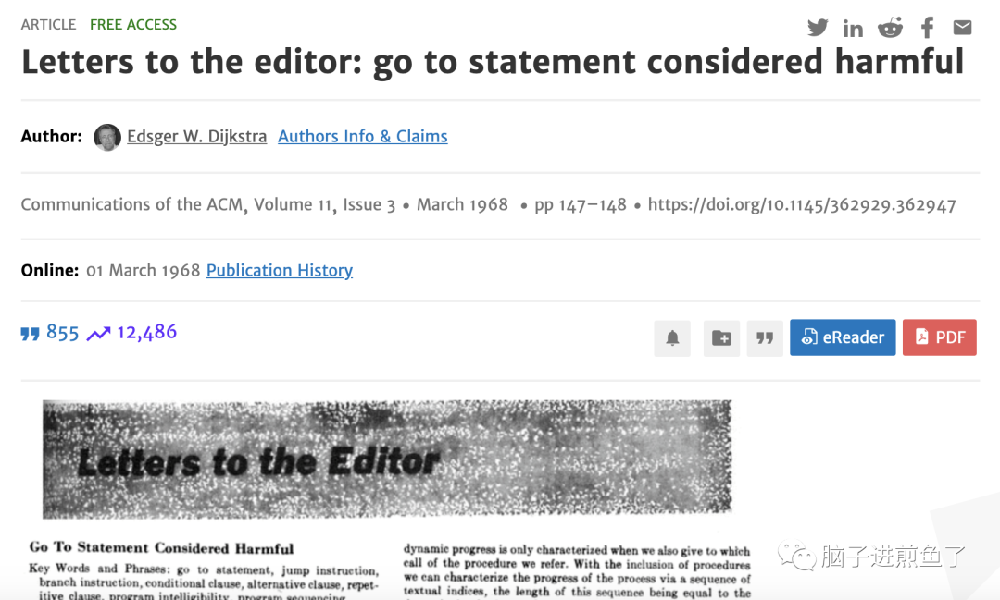 ARTICLE FREE ACCESS
Letters to the editor: go to statement considered harmful
Author: Edsger W. Dijkstra Authors Info & Claims
Communications of the ACM, Volume 11, Issue 3 • March 1968 • pp 147–148 • https://doi.org/10.1145/362929.362947
Online: 01 March 1968 Publication History
855 12,486
eReader PDF
Letters to the Editor
Go To Statement Considered Harmful
Key Words and Phrases: go to statement, jump instruction,
branch instruction, conditional clause, alternative clause, repet-
itive clause, program intelligibility, program sequencing
dynamic progress is only characterized when we also give to which
call of the procedure we refer. With the inclusion of procedures
we can characterize the progress of the process via a sequence of
textual indices, the length of this sequence being equal to the
脑子进煎鱼了